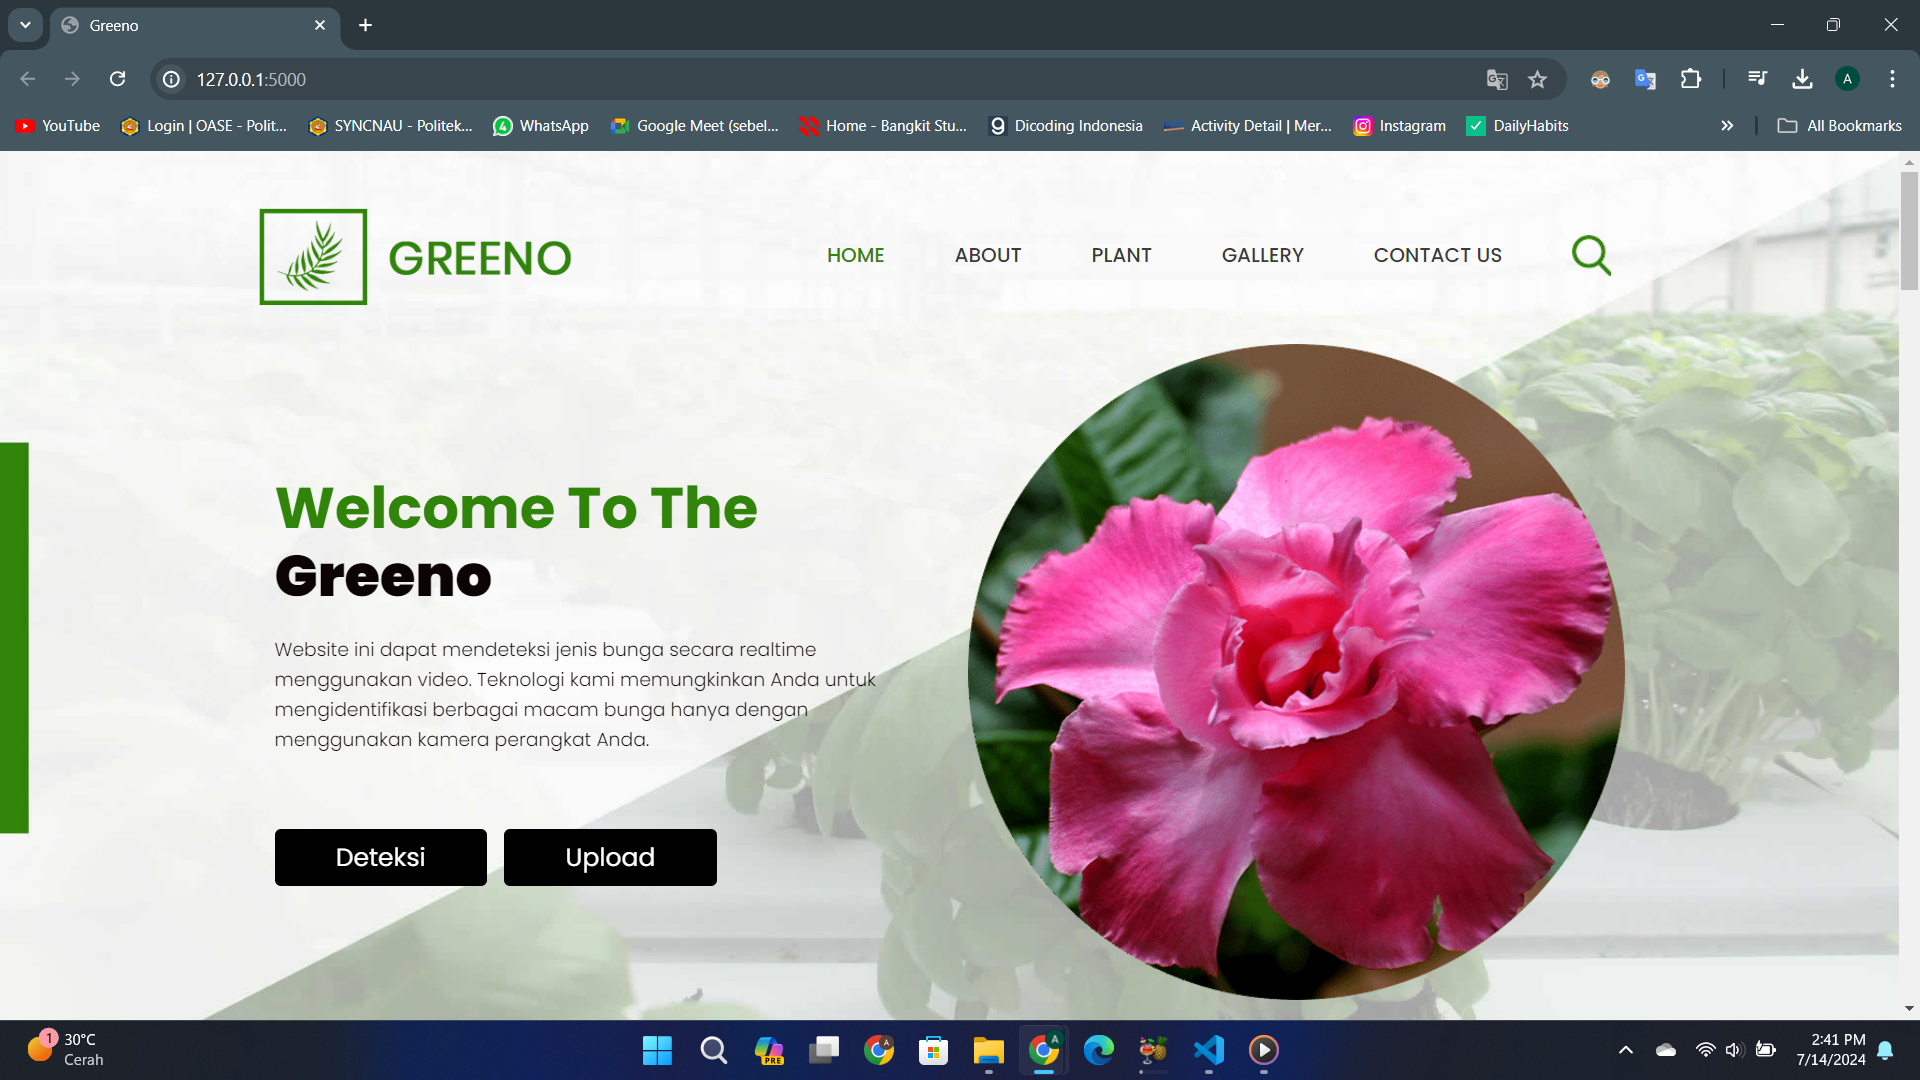 Greeno
127.0.0.1:5000
YouTube
Login | OASE - Polit...
SYNCNAU - Politek...
4
WhatsApp
Google Meet (sebel...
Home - Bangkit Stu...
Dicoding Indonesia
Activity Detail | Mer...
Instagram
DailyHabits
All Bookmarks
A
GREENO
HOME
ABOUT
PLANT
GALLERY
CONTACT US
Welcome To The
Greeno
Website ini dapat mendeteksi jenis bunga secara realtime
menggunakan video. Teknologi kami memungkinkan Anda untuk
mengidentifikasi berbagai macam bunga hanya dengan
menggunakan kamera perangkat Anda.
Deteksi
Upload
1
30°C
Cerah
PRE
A
A
2:41 PM
7/14/2024